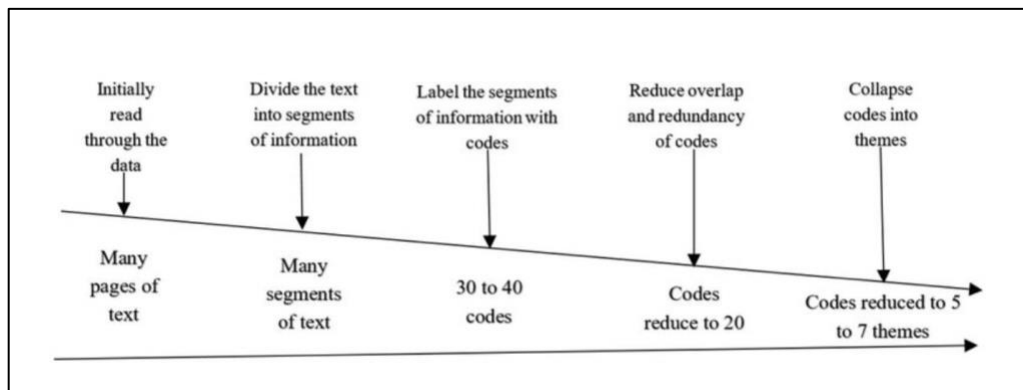 Initially
read
through the
data
Divide the text
into segments
of information
Label the segments
of information with
codes
Reduce overlap
and redundancy
of codes
Collapse
codes into
themes
Many
pages of
text
Many
segments
of text
30 to 40
codes
Codes
reduce to 20
Codes reduced to 5
to 7 themes